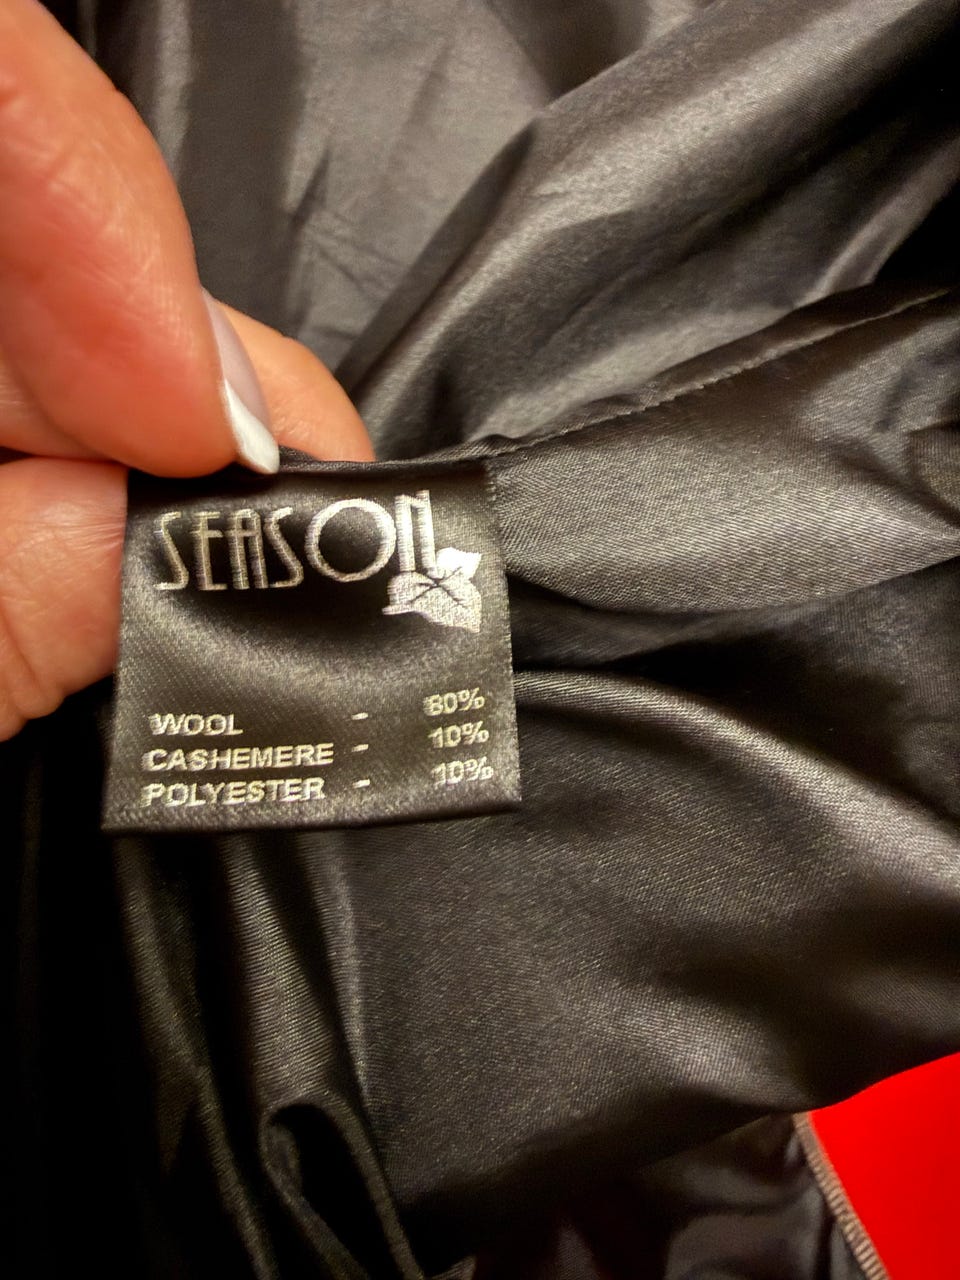 SEASON
WOOL - 80%
CASHEMERE - 10%
POLYESTER - 10%